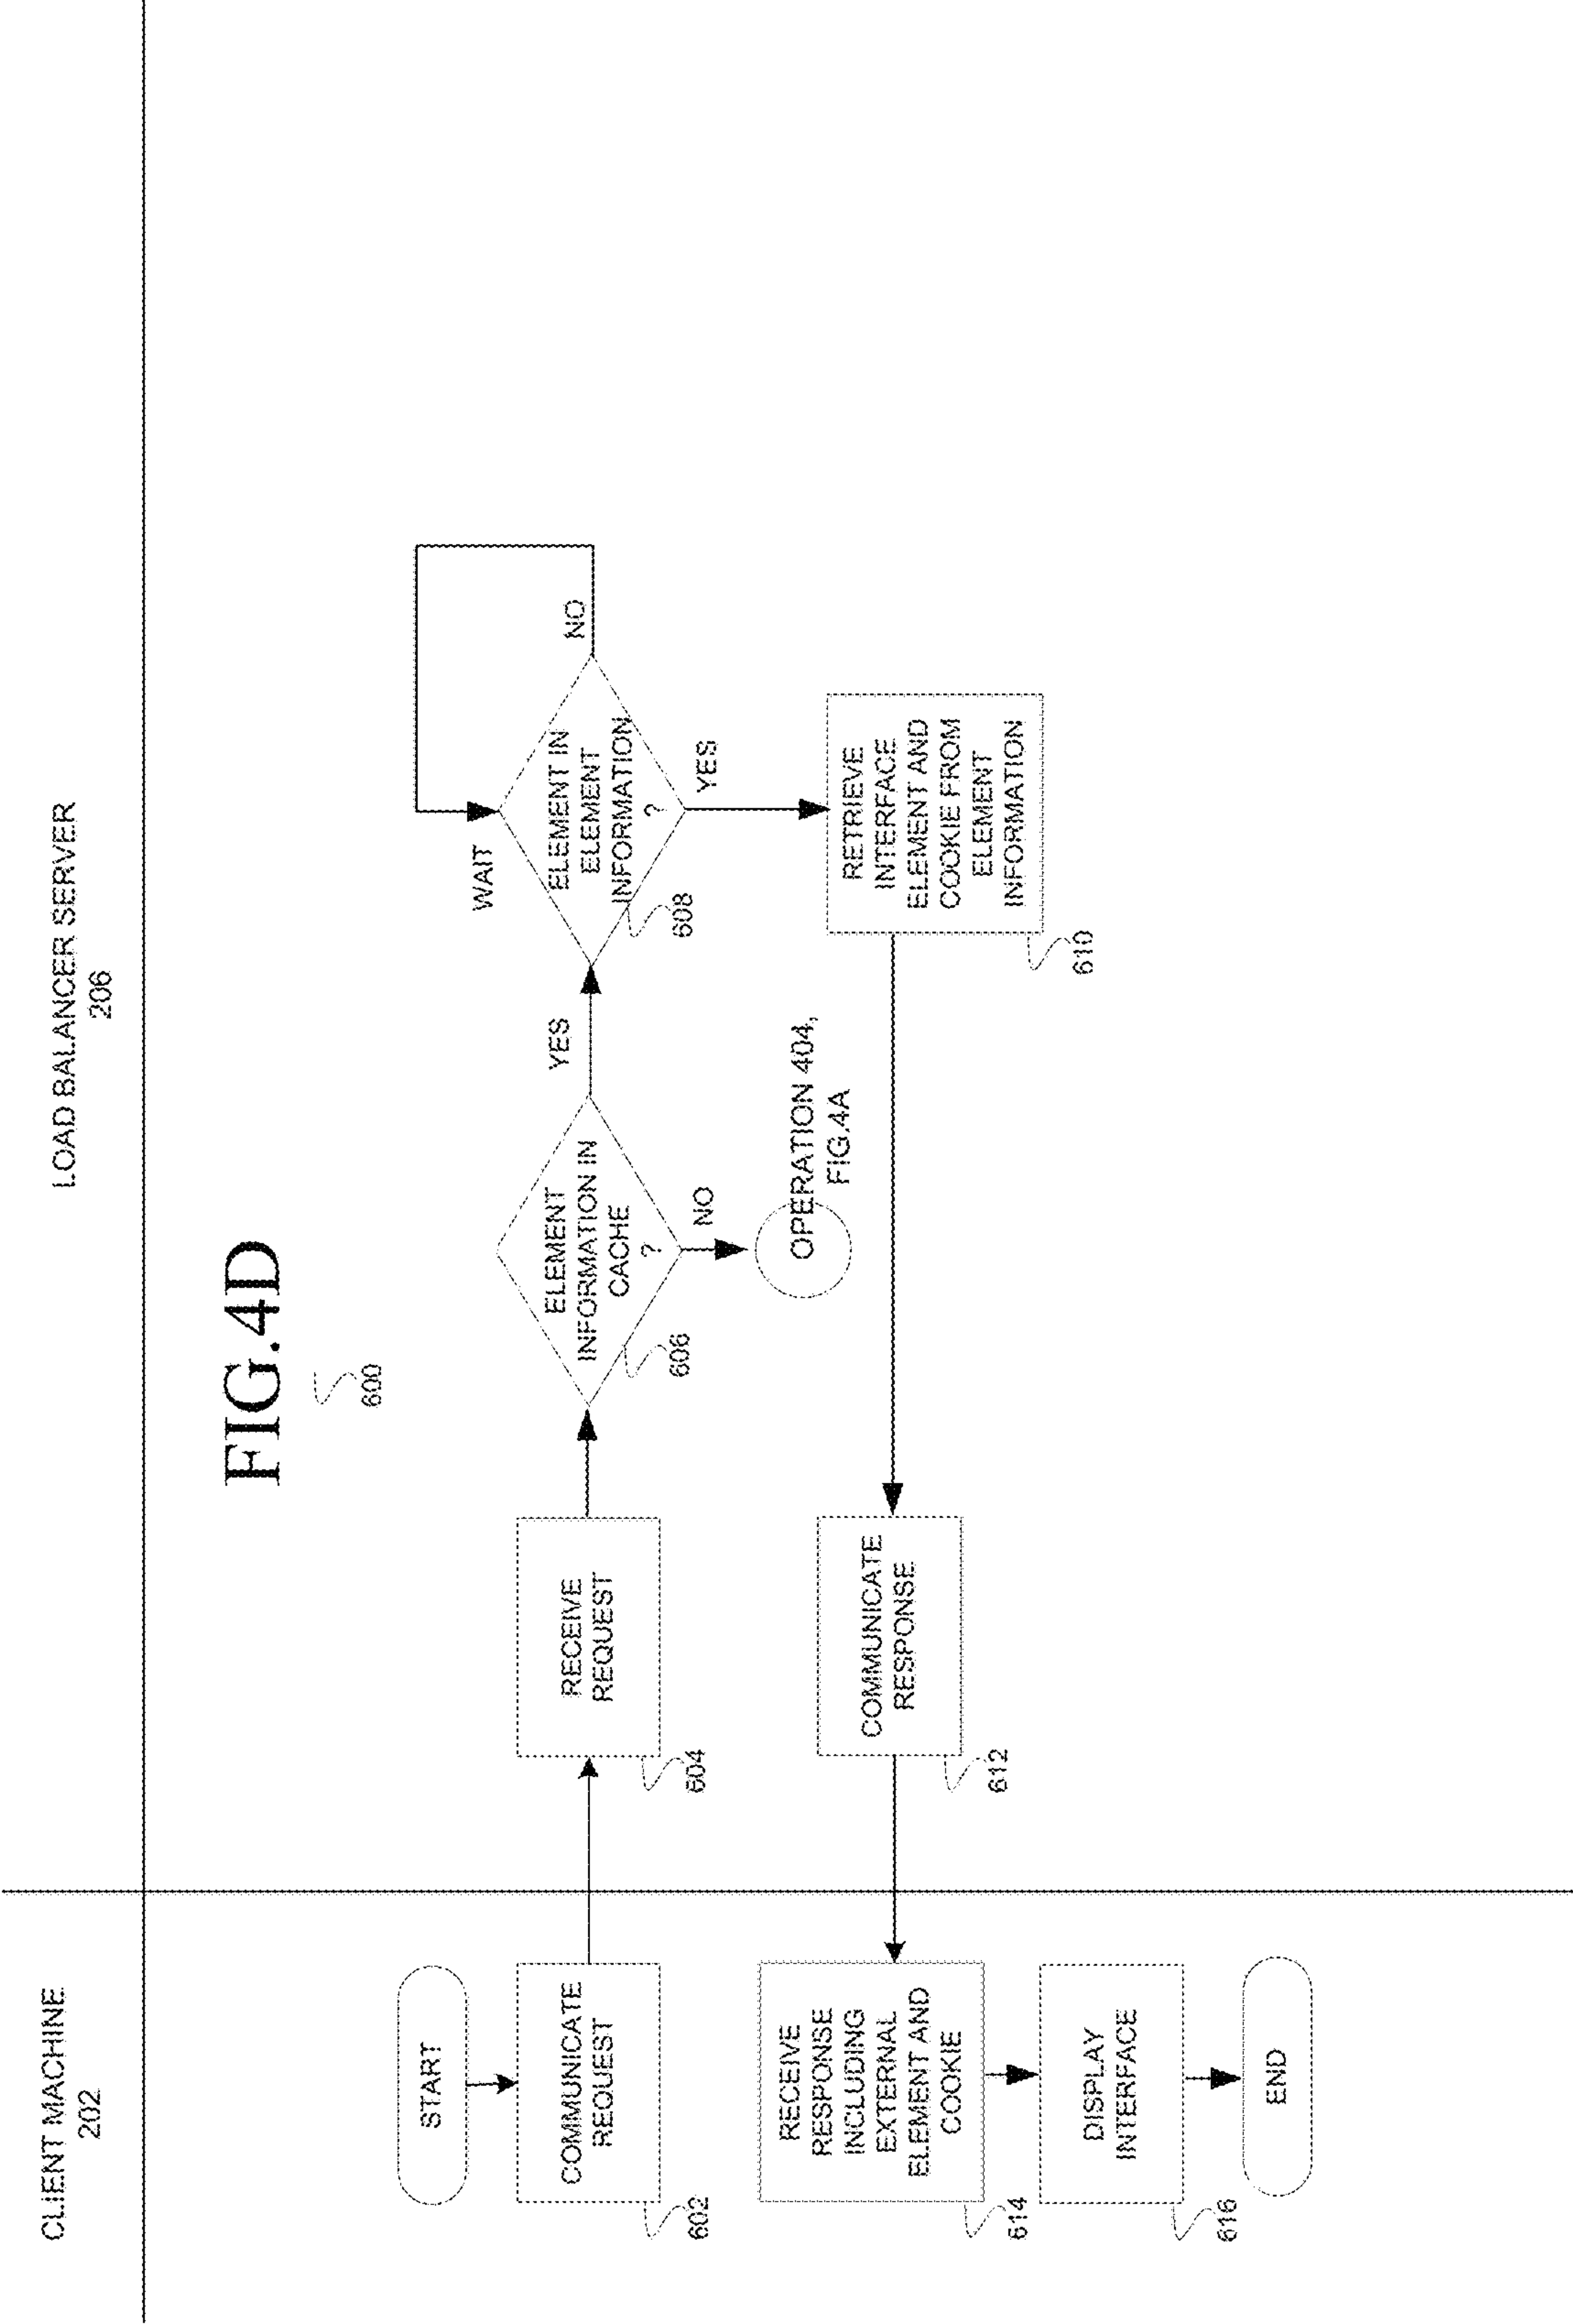 CLIENT MACHINE
202
LOAD BALANCER SERVER
206
FIG.4D
600
START
COMMUNICATE
REQUEST
602
RECEIVE
REQUEST
604
ELEMENT
INFORMATION IN
CACHE
?
606
YES
NO
OPERATION 404,
FIG.4A
WAIT
ELEMENT IN
ELEMENT
INFORMATION
?
608
NO
YES
RETRIEVE
INTERFACE
ELEMENT AND
COOKIE FROM
ELEMENT
INFORMATION
610
COMMUNICATE
RESPONSE
612
RECEIVE
RESPONSE
INCLUDING
EXTERNAL
ELEMENT AND
COOKIE
614
DISPLAY
INTERFACE
616
END